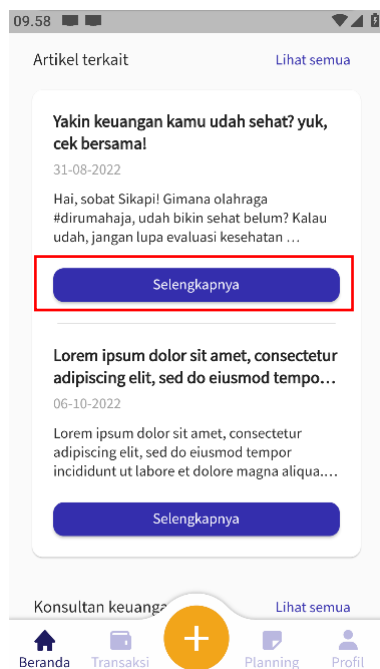 09.58
Artikel terkait Lihat semua
Yakin keuangan kamu udah sehat? yuk,
cek bersama!
31-08-2022
Hai, sobat Sikapi! Gimana olahraga
#dirumahaja, udah bikin sehat belum? Kalau
udah, jangan lupa evaluasi kesehatan ...
Selengkapnya
Lorem ipsum dolor sit amet, consectetur
adipiscing elit, sed do eiusmod tempo...
06-10-2022
Lorem ipsum dolor sit amet, consectetur
adipiscing elit, sed do eiusmod tempor
incididunt ut labore et dolore magna aliqua....
Selengkapnya
Konsultan keuanga Lihat semua
Beranda Transaksi Planning Profil